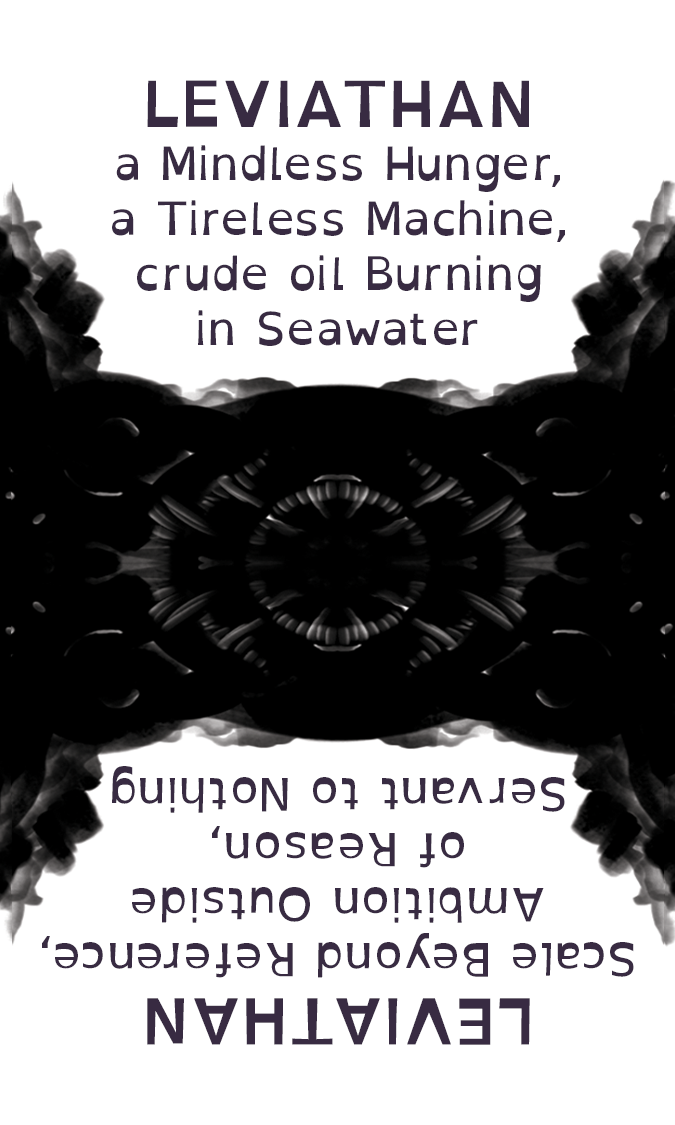 LEVIATHAN
a Mindless Hunger,
a Tireless Machine,
crude oil Burning
in Seawater
LEVIATHAN
Scale Beyond Reference,
Ambition Outside
of Reason,
Servant to Nothing